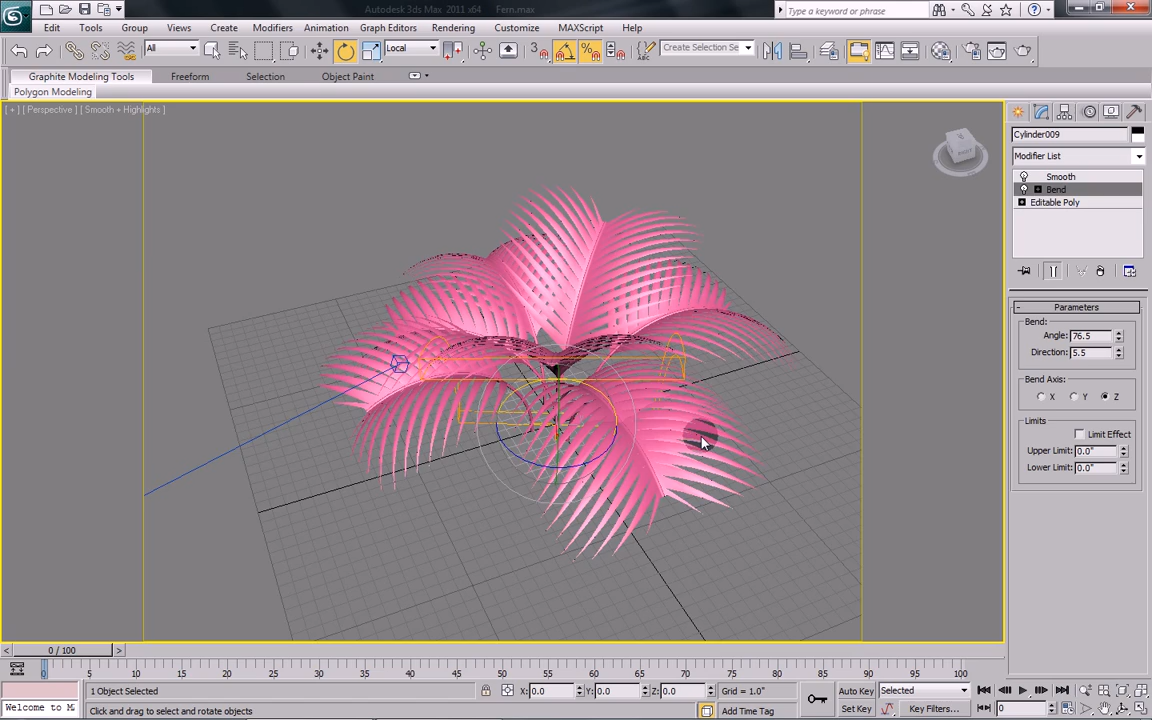 Autodesk 3ds Max 2011 x64 Fern.max
Type a keyword or phrase
Edit Tools Group Views Create Modifiers Animation Graph Editors Rendering Customize MAXScript Help
All Local Create Selection Se
3 %
Graphite Modeling Tools Freeform Selection Object Paint
Polygon Modeling
[ + ] [ Perspective ] [ Smooth + Highlights ]
Cylinder009
Modifier List
Smooth
Bend
Editable Poly
Parameters
Bend:
Angle: 76.5
Direction: 5.5
Bend Axis:
X Y Z
Limits
Limit Effect
Upper Limit: 0.0"
Lower Limit: 0.0"
0 / 100
0 5 10 15 20 25 30 35 40 45 50 55 60 65 70 75 80 85 90 95 100
1 Object Selected X: 0.0 Y: 0.0 Z: 0.0 Grid = 1.0" Auto Key Selected
Welcome to M Click and drag to select and rotate objects Add Time Tag Set Key Key Filters... 0